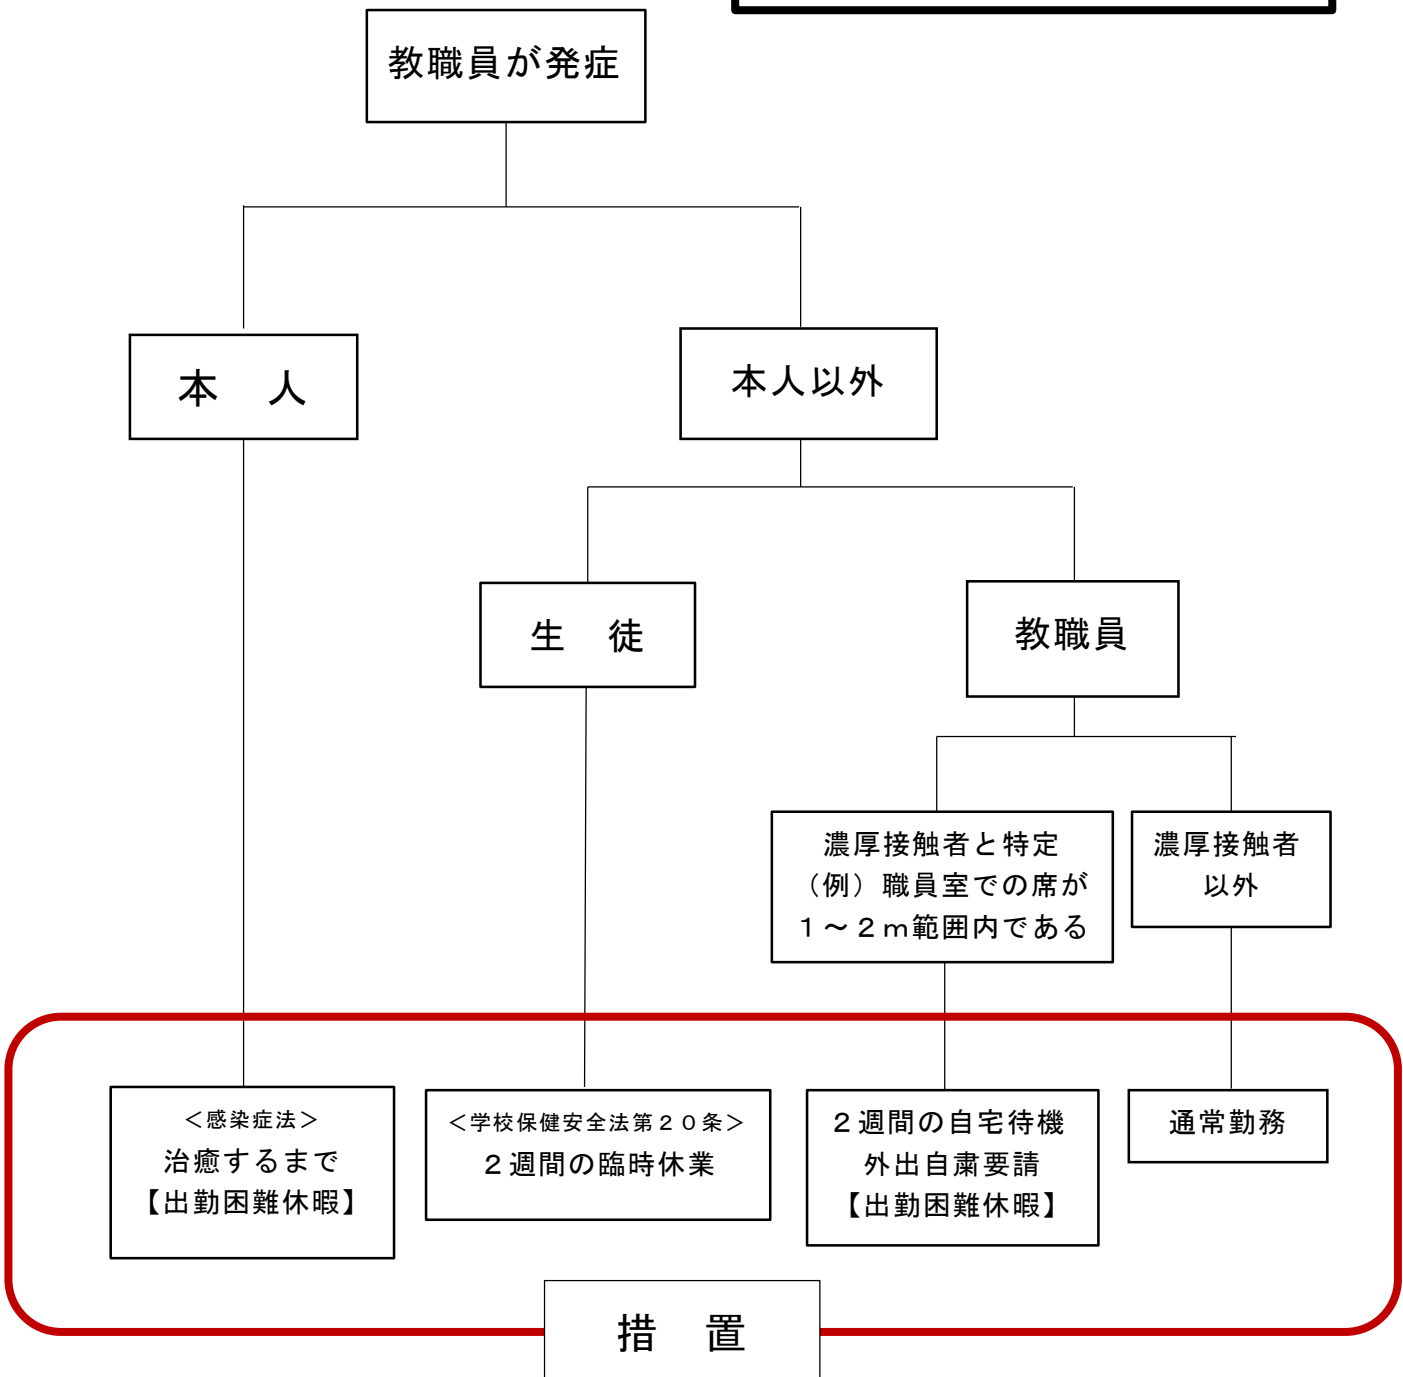 教職員が発症
本　人
本人以外
生　徒
教職員
濃厚接触者と特定
（例）職員室での席が
１～２ｍ範囲内である
濃厚接触者
以外
＜感染症法＞
治癒するまで
【出勤困難休暇】
＜学校保健安全法第２０条＞
２週間の臨時休業
２週間の自宅待機
外出自粛要請
【出勤困難休暇】
通常勤務
措　置